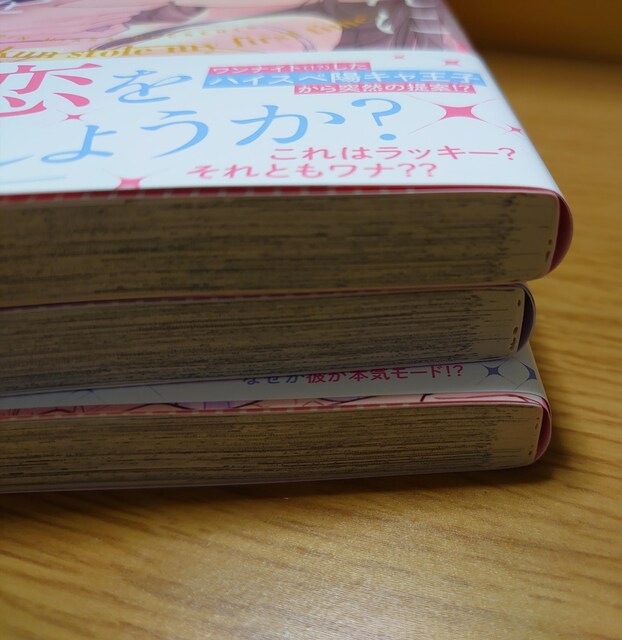 kun stole my first time
恋を
しようか?
ワンナイト(?)した
ハイスペ陽キャ王子
から突然の提案!?
これはラッキー?
それともワナ??
なぜか彼が本気モード!?